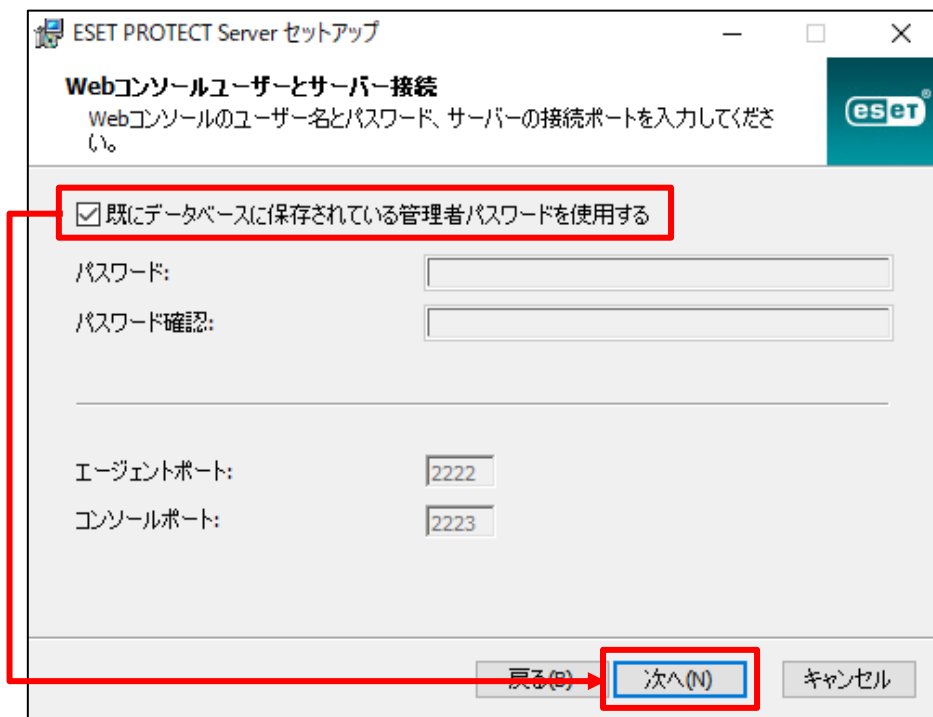 ESET PROTECT Server セットアップ
Webコンソールユーザーとサーバー接続
Webコンソールのユーザー名とパスワード、サーバーの接続ポートを入力してくださ
い。
eset®
既にデータベースに保存されている管理者パスワードを使用する
パスワード:
パスワード確認:
エージェントポート:
2222
コンソールポート:
2223
戻る(B)
次へ(N)
キャンセル